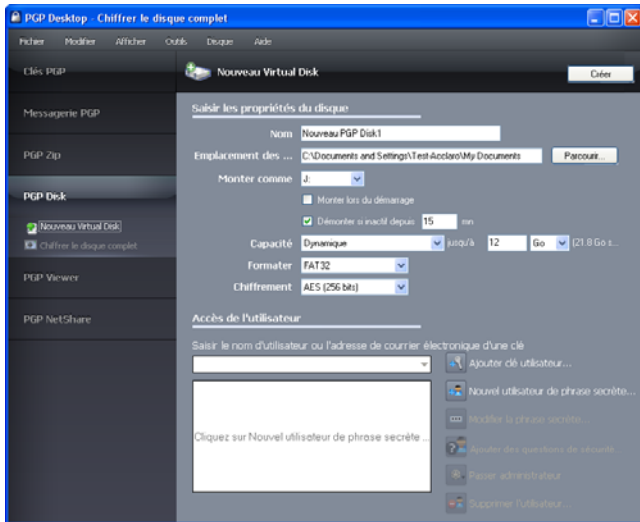 PGP Desktop - Chiffrer le disque complet
Fichier Modifier Afficher Outils Disque Aide
Clés PGP
Nouveau Virtual Disk
Créer
Messagerie PGP
PGP Zip
PGP Disk
Nouveau Virtual Disk
Chiffrer le disque complet
PGP Viewer
PGP NetShare
Saisir les propriétés du disque
Nom Nouveau PGP Disk1
Emplacement des ... C:\Documents and Settings\Test-Acclaro\My Documents Parcourir...
Monter comme J:
Monter lors du démarrage
Démonter si inactif depuis 15 mn
Capacité Dynamique jusqu'à 12 Go (21.8 Go s...
Formater FAT32
Chiffrement AES (256 bits)
Accès de l'utilisateur
Saisir le nom d'utilisateur ou l'adresse de courrier électronique d'une clé
Ajouter clé utilisateur...
Cliquez sur Nouvel utilisateur de phrase secrète ...
Nouvel utilisateur de phrase secrète...
Modifier la phrase secrète...
Ajouter des questions de sécurité...
Passer administrateur
Supprimer l'utilisateur...